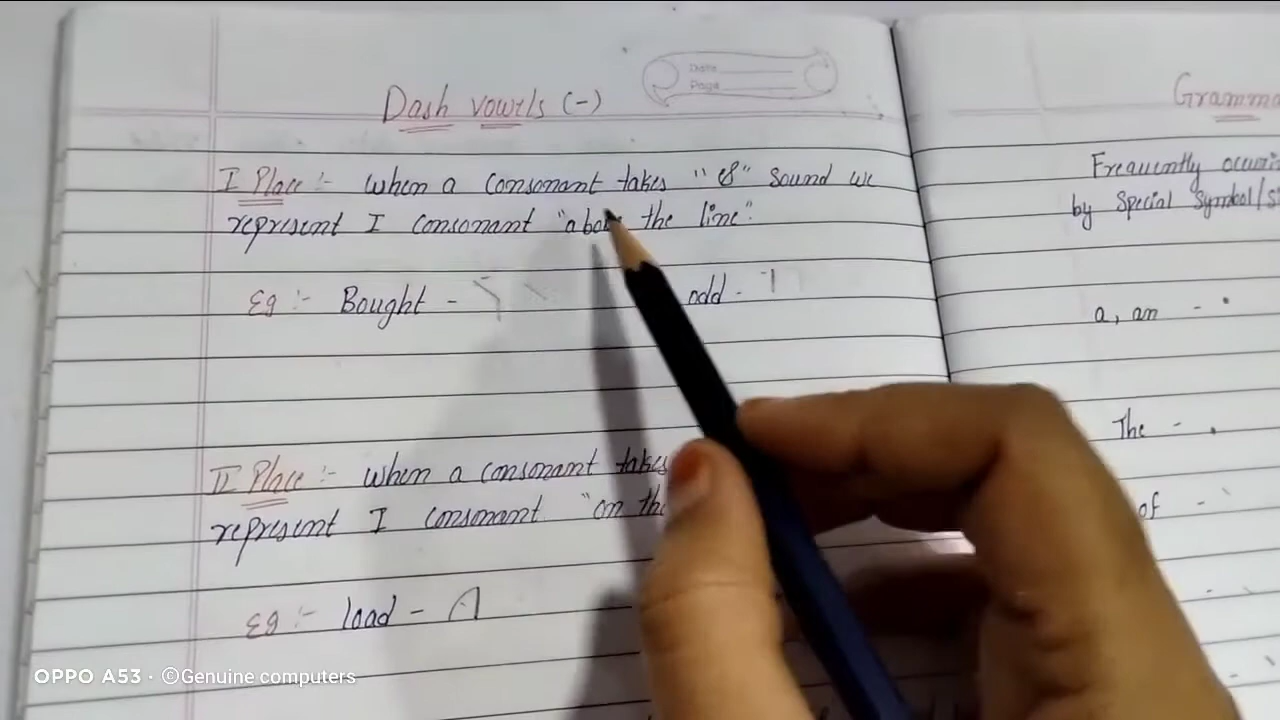 Date
Page
Dash vowels (-)
I Place :- when a consonant takes "ಆ" sound we
represent I consonant "above the line".
Eg :- Bought -
odd -
II Place :- when a consonant takes
represent I consonant "on the
Eg :- load -
Gramma
Frequently occuri
by Special Symbol/s
a, an - .
The - .
of - 
OPPO A53 · ©Genuine computers